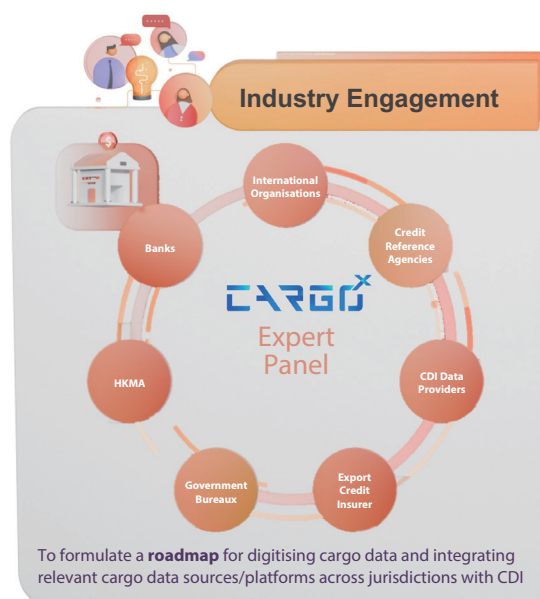 Industry Engagement
$
International
Organisations
Credit
Reference
Agencies
Banks
CARGOX
Expert
Panel
HKMA
CDI Data
Providers
Government
Bureaux
Export
Credit
Insurer
To formulate a roadmap for digitising cargo data and integrating
relevant cargo data sources/platforms across jurisdictions with CDI